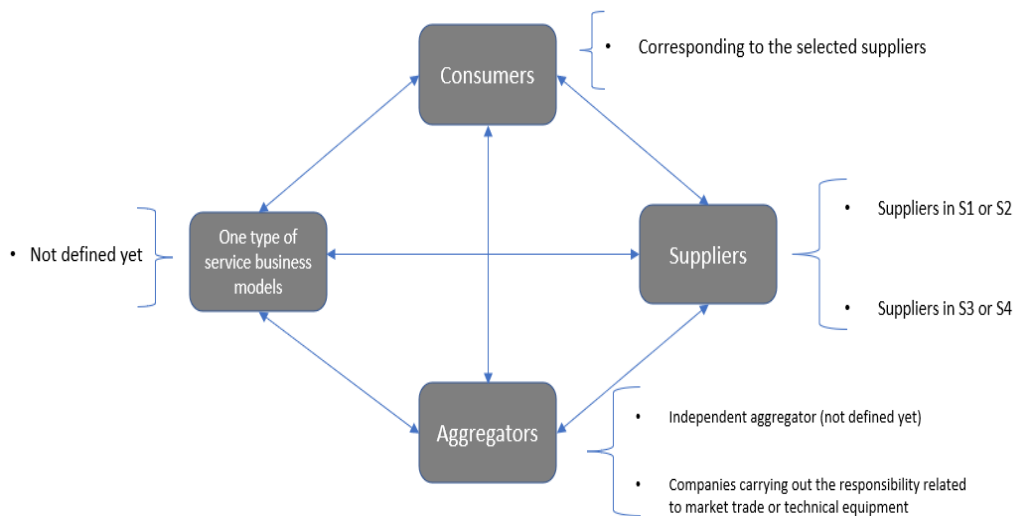 Consumers
• Corresponding to the selected suppliers
• Not defined yet
One type of
service business
models
Suppliers
• Suppliers in S1 or S2
• Suppliers in S3 or S4
Aggregators
• Independent aggregator (not defined yet)
• Companies carrying out the responsibility related
to market trade or technical equipment